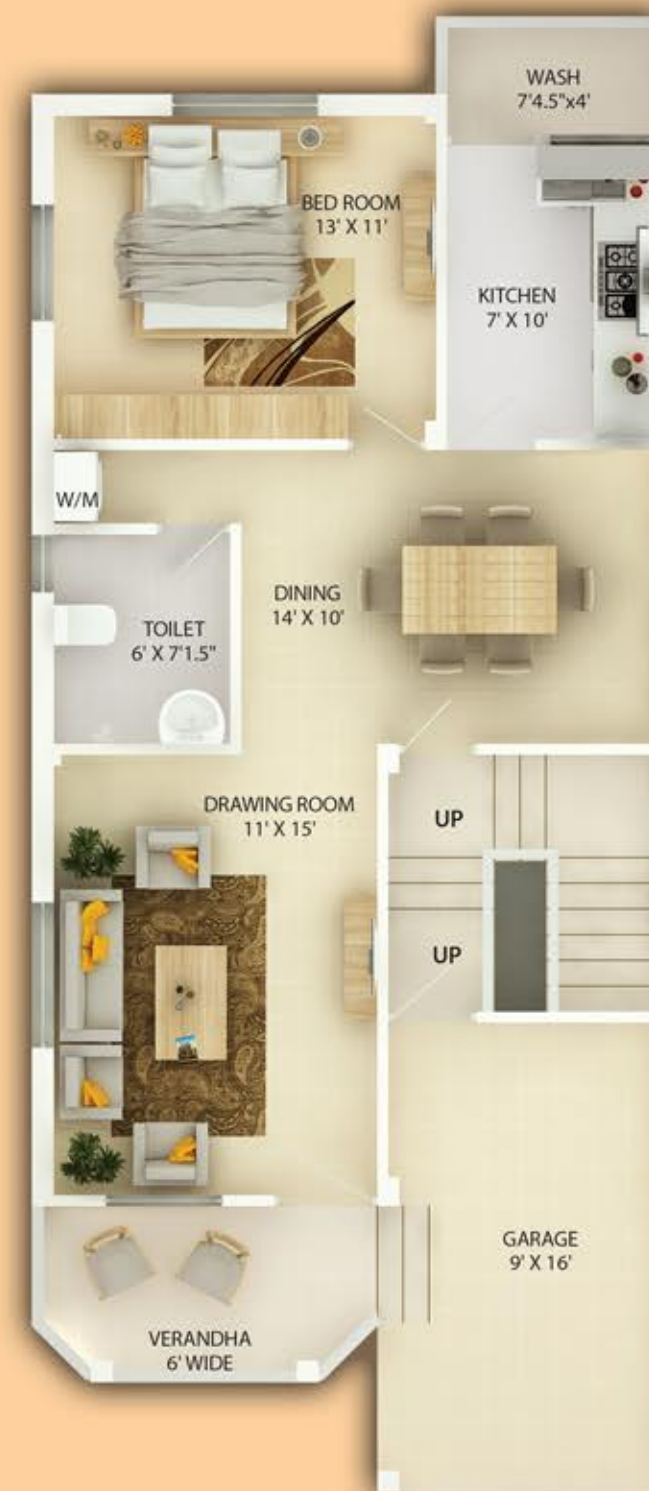 WASH
7'4.5"x4'
BED ROOM
13' X 11'
KITCHEN
7' X 10'
W/M
DINING
14' X 10'
TOILET
6' X 7'1.5"
DRAWING ROOM
11' X 15'
UP
UP
GARAGE
9' X 16'
VERANDHA
6' WIDE